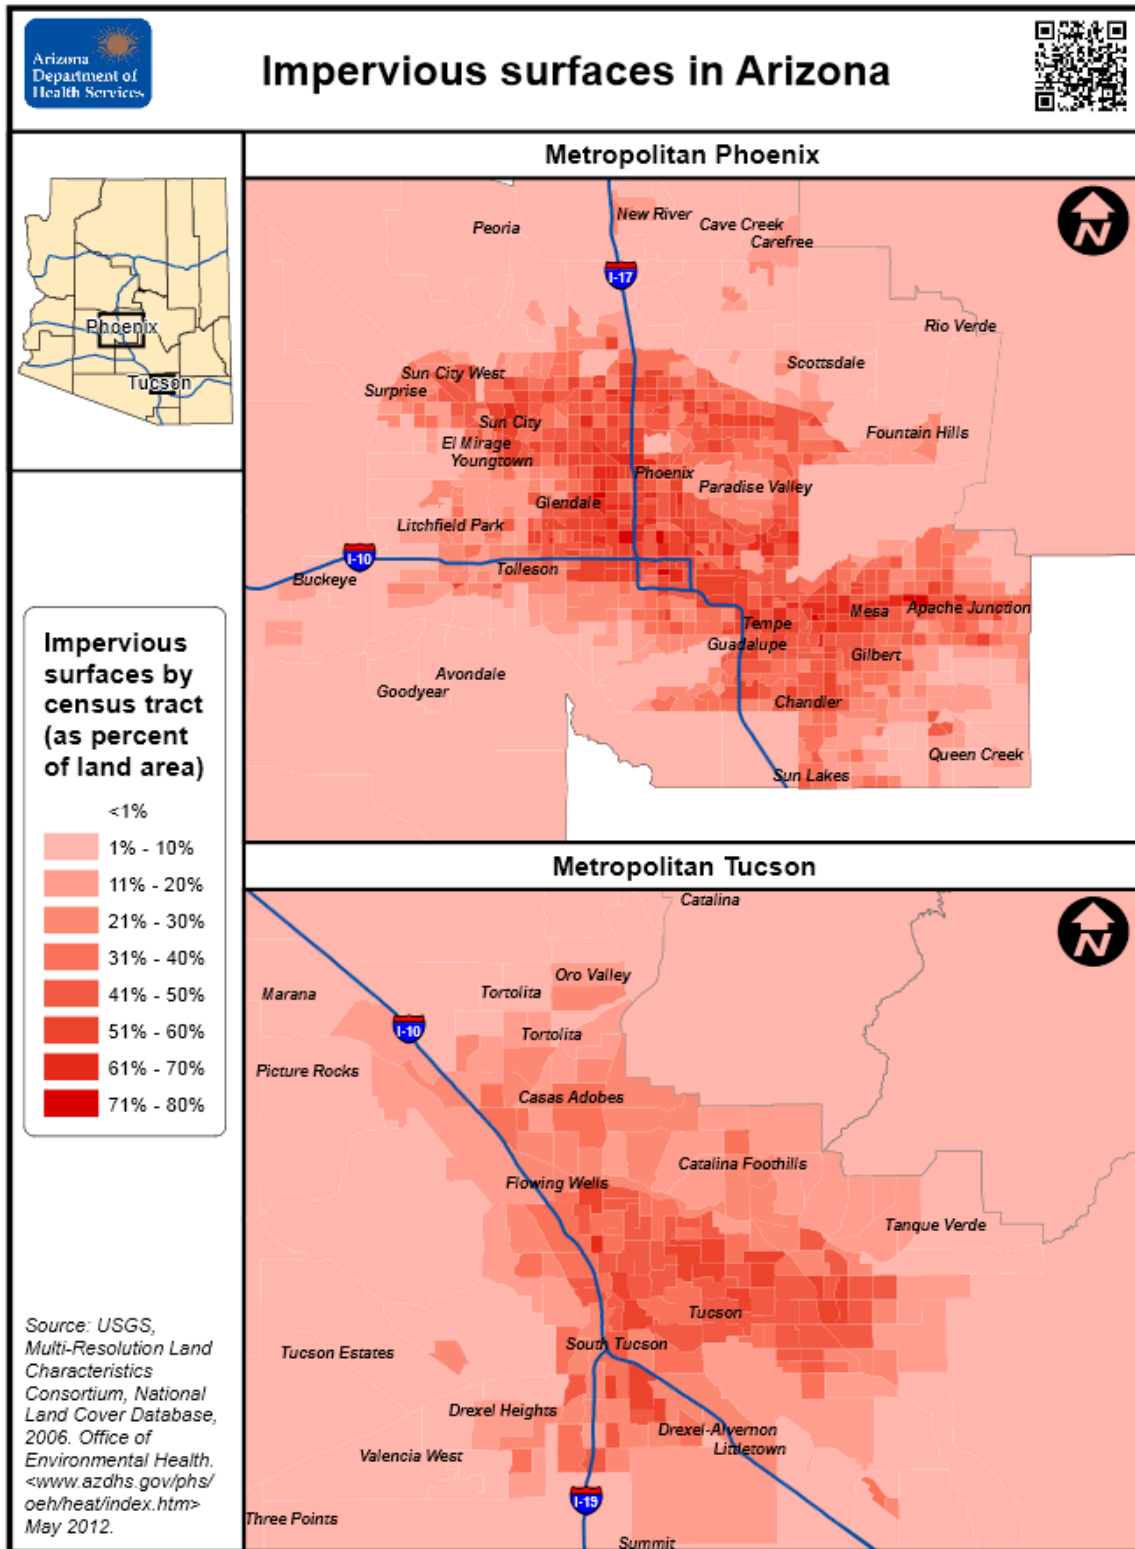 Arizona
Department of
Health Services
Impervious surfaces in Arizona
Phoenix
Tucson
Metropolitan Phoenix
N
New River
Peoria
Cave Creek
Carefree
I-17
Rio Verde
Scottsdale
Sun City West
Surprise
Sun City
Fountain Hills
El Mirage
Youngtown
Phoenix
Paradise Valley
Glendale
Litchfield Park
I-10
Tolleson
Buckeye
Mesa
Apache Junction
Tempe
Guadalupe
Gilbert
Avondale
Goodyear
Chandler
Queen Creek
Sun Lakes
Impervious
surfaces by
census tract
(as percent
of land area)
<1%
1% - 10%
11% - 20%
21% - 30%
31% - 40%
41% - 50%
51% - 60%
61% - 70%
71% - 80%
Metropolitan Tucson
N
Catalina
Oro Valley
Marana
Tortolita
I-10
Tortolita
Picture Rocks
Casas Adobes
Catalina Foothills
Flowing Wells
Tanque Verde
Tucson
South Tucson
Tucson Estates
Drexel Heights
Drexel-Alvernon
Littletown
Valencia West
I-19
Three Points
Summit
Source: USGS,
Multi-Resolution Land
Characteristics
Consortium, National
Land Cover Database,
2006. Office of
Environmental Health.
<www.azdhs.gov/phs/
oeh/heat/index.htm>
May 2012.